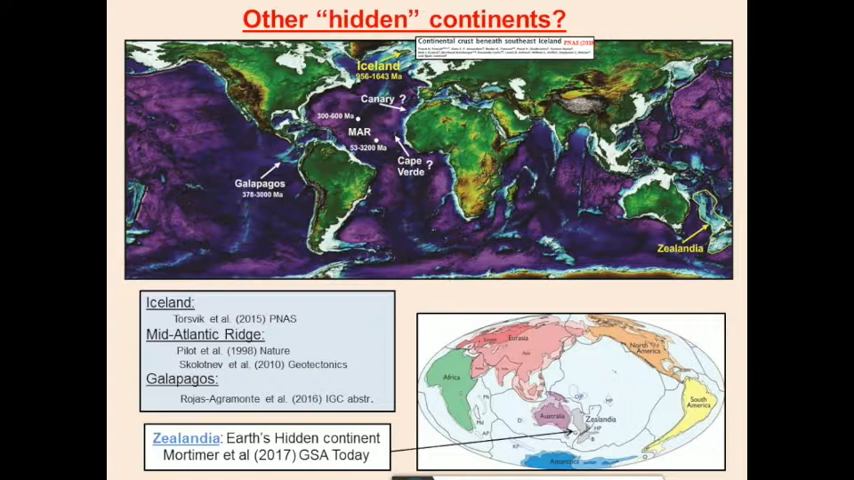 Other “hidden” continents?
Continental crust beneath southeast Iceland
Iceland
956-1643 Ma
Canary ?
300-600 Ma
MAR
53-3200 Ma
Cape
Verde ?
Galapagos
378-3000 Ma
Zealandia
Iceland:
Torsvik et al. (2015) PNAS
Mid-Atlantic Ridge:
Pilot et al. (1998) Nature
Skolotnev et al. (2010) Geotectonics
Galapagos:
Rojas-Agramonte et al. (2016) IGC abstr.
Zealandia: Earth's Hidden continent
Mortimer et al (2017) GSA Today
Eurasia
North
America
Africa
South
America
Australia
Zealandia
Antarctica